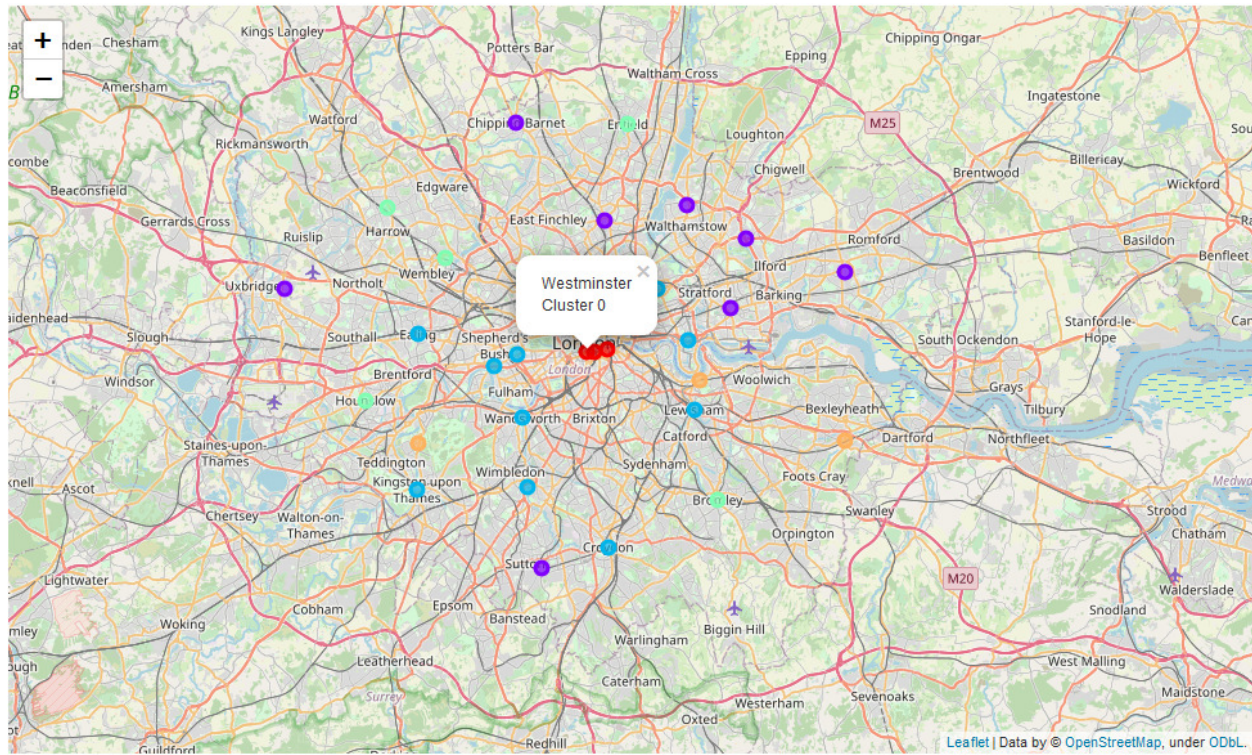 +
−
Kings Langley
Chesham
Potters Bar
Epping
Chipping Ongar
Waltham Cross
Amersham
Ingatestone
Watford
Chipping Barnet
Enfield
Loughton
M25
Rickmansworth
Billericay
Chigwell
Brentwood
Wickford
Beaconsfield
Edgware
Gerrards Cross
East Finchley
Walthamstow
Ruislip
Harrow
Romford
Basildon
Wembley
Ilford
Benfleet
Westminster
Cluster 0
Uxbridge
Northolt
Stratford
Barking
Slough
Southall
Ealing
Shepherd's
Bush
London
London
South Ockendon
Stanford-le-
Hope
Windsor
Brentford
Woolwich
Grays
Fulham
Hounslow
Tilbury
Wandsworth
Brixton
Lewisham
Bexleyheath
Staines-upon-
Thames
Catford
Dartford
Northfleet
Teddington
Wimbledon
Sydenham
Foots Cray
Kingston upon
Thames
Ascot
Bromley
Swanley
Strood
Chertsey
Walton-on-
Thames
Orpington
Chatham
Croydon
Sutton
Lightwater
M20
Walderslade
Epsom
Cobham
Banstead
Snodland
Woking
Biggin Hill
Warlingham
Leatherhead
West Malling
Surrey
Caterham
Sevenoaks
Maidstone
Westerham
Oxted
Guildford
Redhill
Leaflet | Data by © OpenStreetMap, under ODbL.